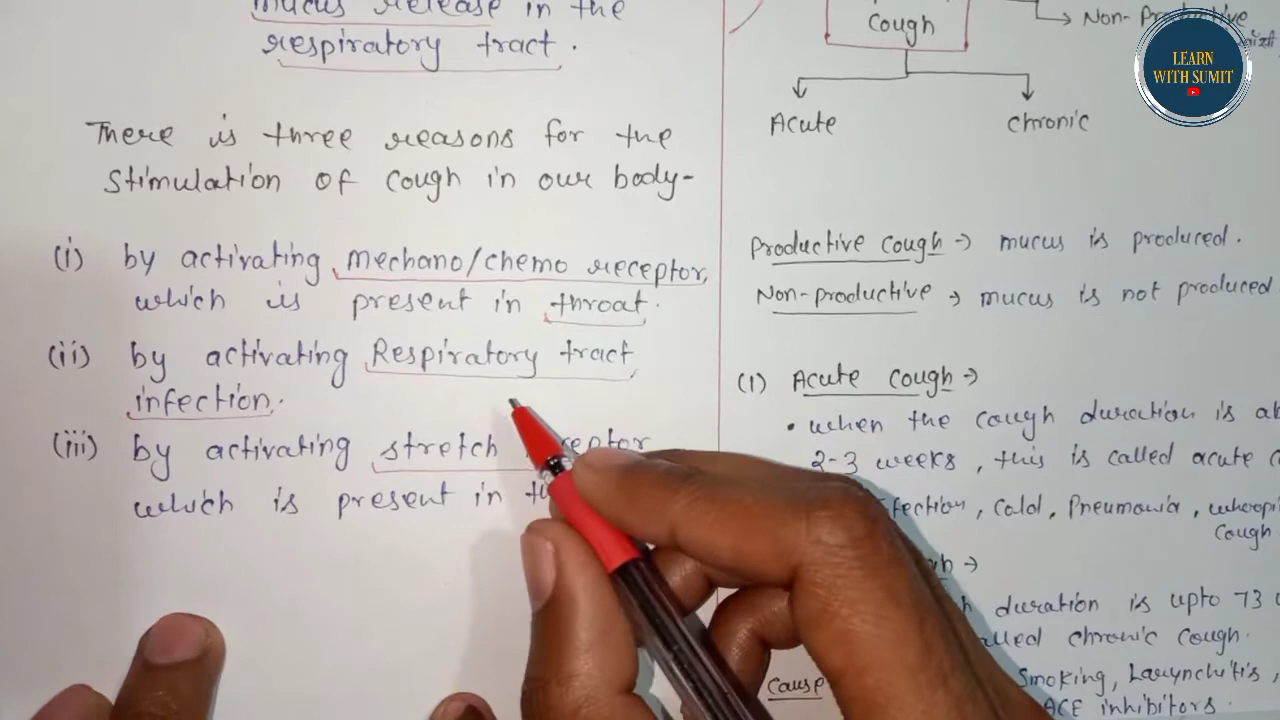 mucus release in the
respiratory tract.
There is three reasons for the
stimulation of cough in our body-
(i) by activating mechano/chemo receptor,
which is present in throat.
(ii) by activating Respiratory tract
infection.
(iii) by activating stretch
which is present in
Cough
Non-Productive
Acute
chronic
Productive cough → mucus is produced.
Non-productive → mucus is not produced
(1) Acute cough →
• when the cough duration is
2-3 weeks, this is called acute
cold, Pneumonia,
cough
duration is upto 73
chronic cough.
Cause
Smoking, Larynchitis,
ACE inhibitors.
LEARN
WITH SUMIT